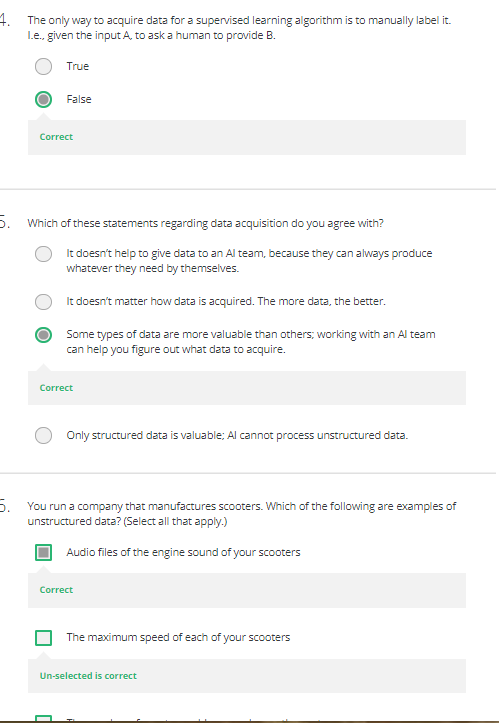 4. The only way to acquire data for a supervised learning algorithm is to manually label it.
I.e., given the input A, to ask a human to provide B.
True
False
Correct
5. Which of these statements regarding data acquisition do you agree with?
It doesn't help to give data to an AI team, because they can always produce
whatever they need by themselves.
It doesn't matter how data is acquired. The more data, the better.
Some types of data are more valuable than others; working with an AI team
can help you figure out what data to acquire.
Correct
Only structured data is valuable; AI cannot process unstructured data.
You run a company that manufactures scooters. Which of the following are examples of
unstructured data? (Select all that apply.)
Audio files of the engine sound of your scooters
Correct
The maximum speed of each of your scooters
Un-selected is correct